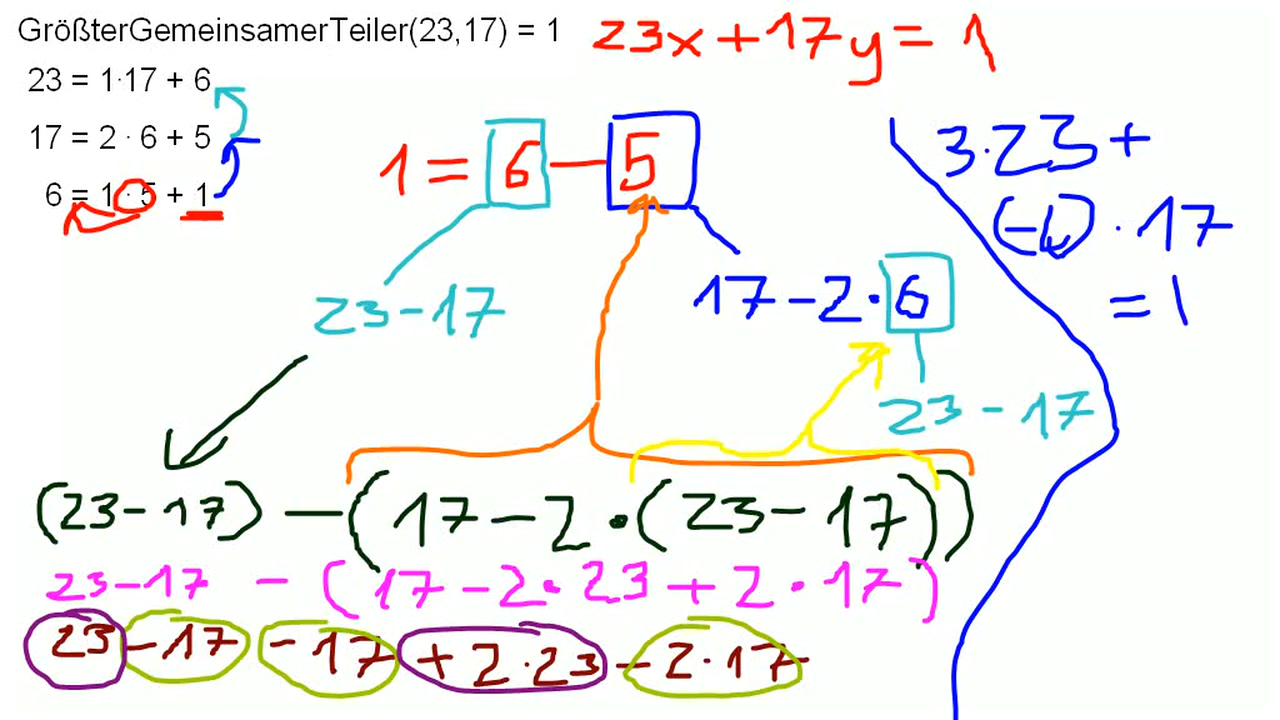 GrößterGemeinsamerTeiler(23,17) = 1
23x + 17y = 1
23 = 1·17 + 6
17 = 2 · 6 + 5
6 = 1 · 5 + 1
1 = 6 — 5
3·23 +
(-4) · 17
= 1
23-17
17-2·6
23-17
(23-17) — (17-2·(23-17))
23-17 - (17-2·23+2·17)
23 -17 -17 +2·23 -2·17